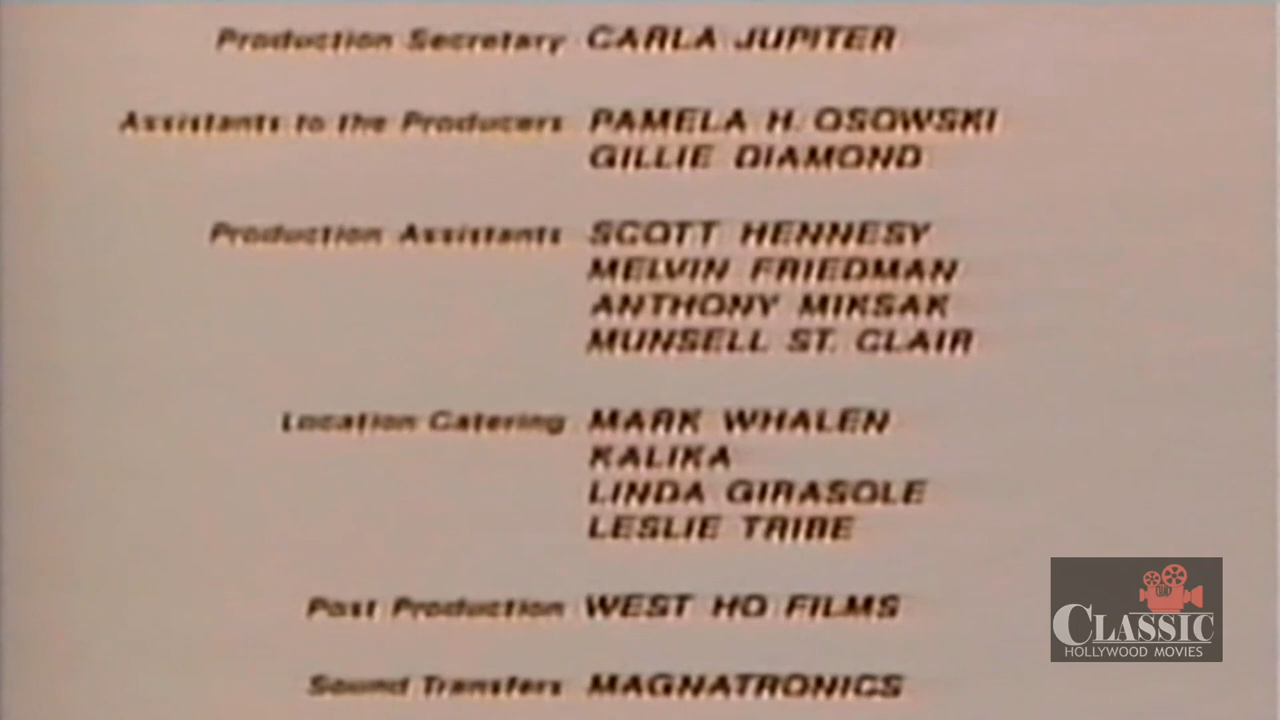 Production Secretary CARLA JUPITER
Assistants to the Producers PAMELA H. OSOWSKI
GILLIE DIAMOND
Production Assistants SCOTT HENNESY
MELVIN FRIEDMAN
ANTHONY MIKSAK
MUNSELL ST. CLAIR
Location Catering MARK WHALEN
KALIKA
LINDA GIRASOLE
LESLIE TRIBE
Post Production WEST HO FILMS
Sound Transfers MAGNATRONICS
CLASSIC
HOLLYWOOD MOVIES